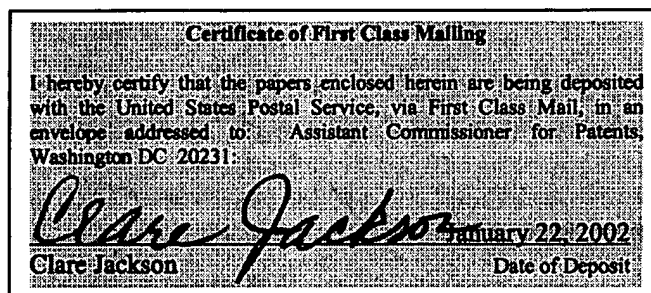 Certificate of First Class Mailing
I hereby certify that the papers enclosed herein are being deposited
with the United States Postal Service, via First Class Mail, in an
envelope addressed to: Assistant Commissioner for Patents,
Washington DC 20231:
Clare Jackson January 22, 2002
Clare Jackson Date of Deposit